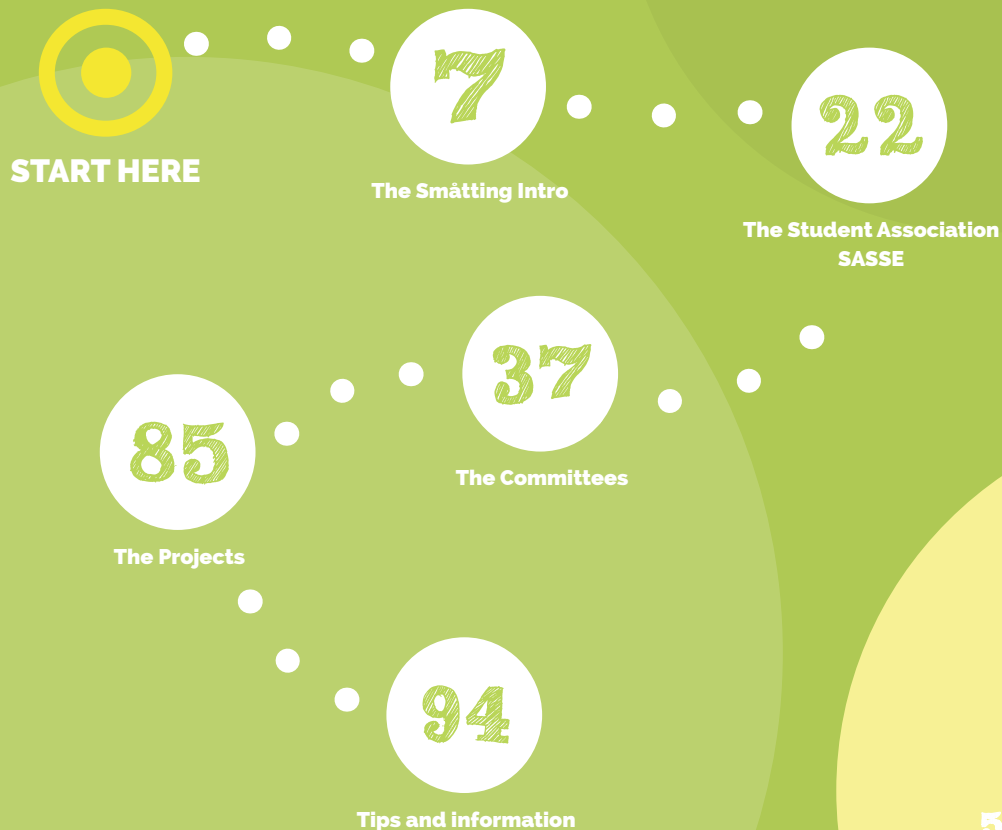 START HERE
7
The Småtting Intro
22
The Student Association
SASSE
37
The Committees
85
The Projects
94
Tips and information